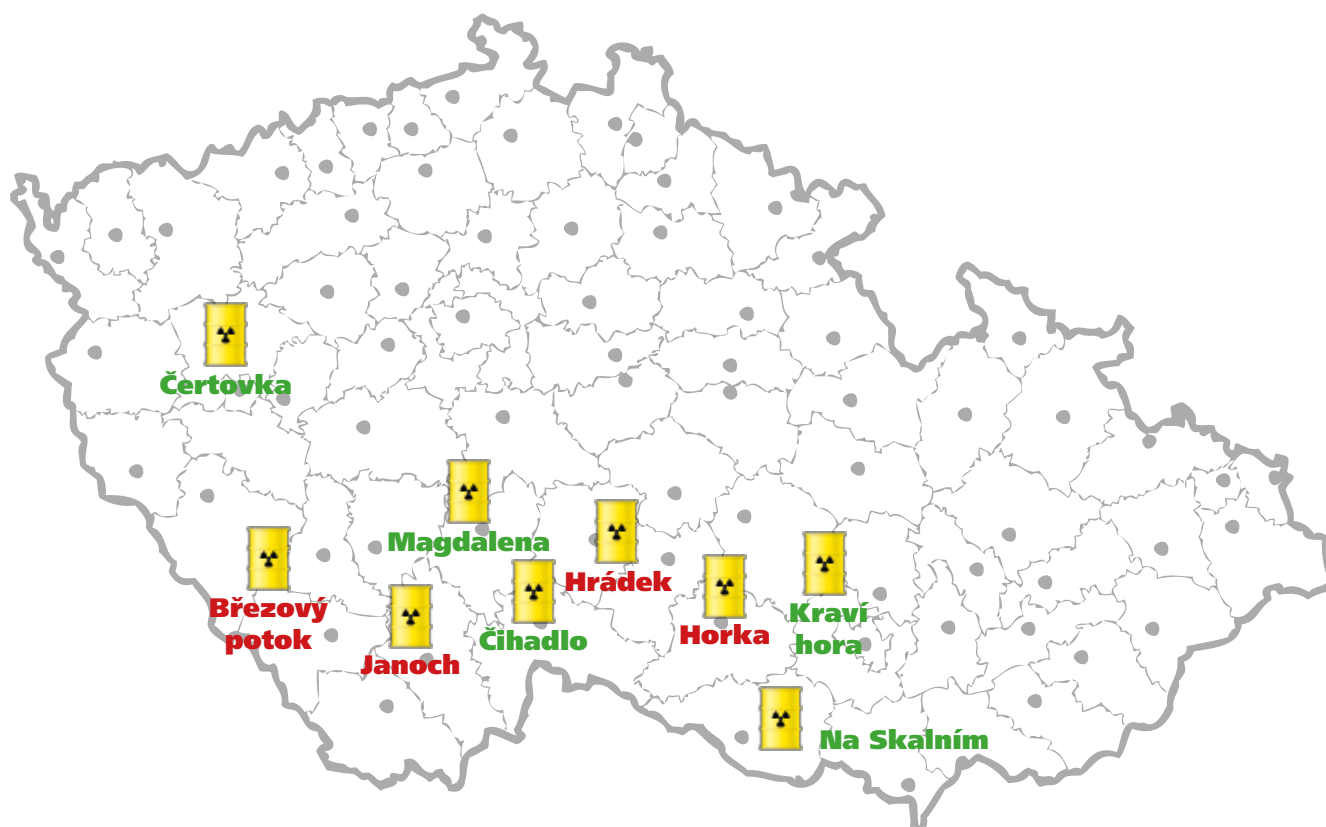 Čertovka
Magdalena
Hrádek
Březový
potok
Janoch
Čihadlo
Horka
Kraví
hora
Na Skalním